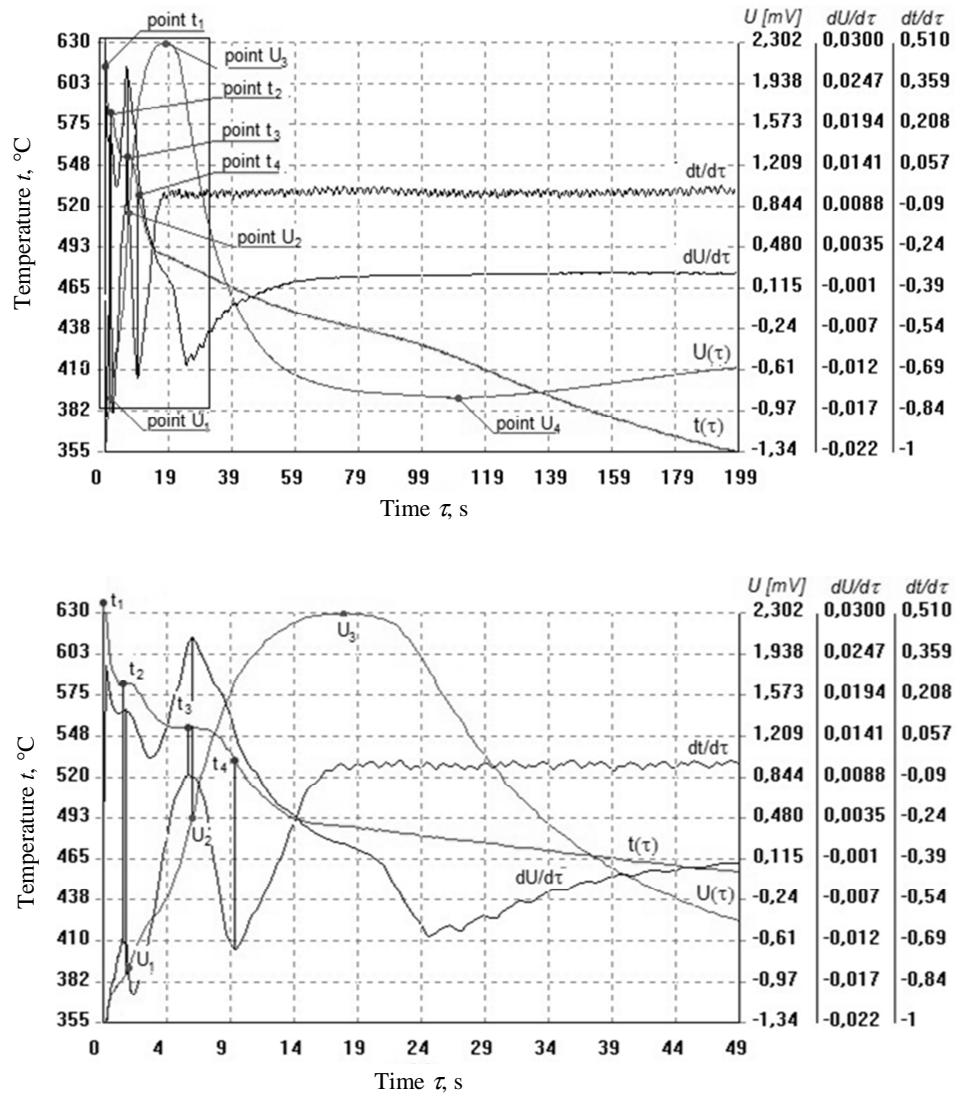 point t₁
U [mV] dU/dτ dt/dτ
630 2,302 0,0300 0,510
point U₃
603 1,938 0,0247 0,359
point t₂
575 1,573 0,0194 0,208
point t₃
548 1,209 0,0141 0,057
point t₄
dt/dτ
520 0,844 0,0088 -0,09
point U₂
493 0,480 0,0035 -0,24
dU/dτ
465 0,115 -0,001 -0,39
438 -0,24 -0,007 -0,54
U(τ)
410 -0,61 -0,012 -0,69
382 -0,97 -0,017 -0,84
point U₁
point U₄
t(τ)
355 -1,34 -0,022 -1
0 19 39 59 79 99 119 139 159 179 199
Time τ, s
Temperature t, °C
U [mV] dU/dτ dt/dτ
t₁
630 2,302 0,0300 0,510
U₃
603 1,938 0,0247 0,359
t₂
575 1,573 0,0194 0,208
t₃
548 1,209 0,0141 0,057
t₄
dt/dτ
520 0,844 0,0088 -0,09
493 0,480 0,0035 -0,24
U₂
t(τ)
465 0,115 -0,001 -0,39
dU/dτ
U(τ)
438 -0,24 -0,007 -0,54
410 -0,61 -0,012 -0,69
U₁
382 -0,97 -0,017 -0,84
355 -1,34 -0,022 -1
0 4 9 14 19 24 29 34 39 44 49
Time τ, s
Temperature t, °C